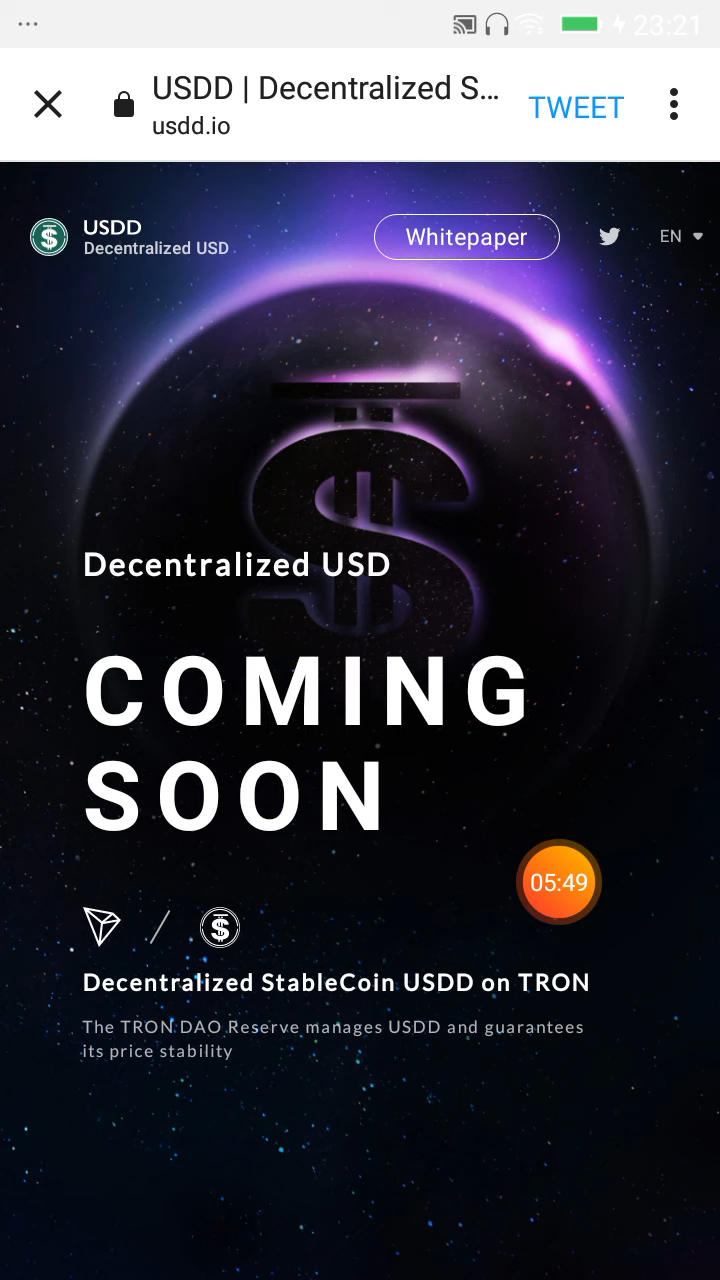 23:21
USDD | Decentralized S...
usdd.io
TWEET
USDD
Decentralized USD
Whitepaper
EN
Decentralized USD
COMING
SOON
05:49
Decentralized StableCoin USDD on TRON
The TRON DAO Reserve manages USDD and guarantees
its price stability